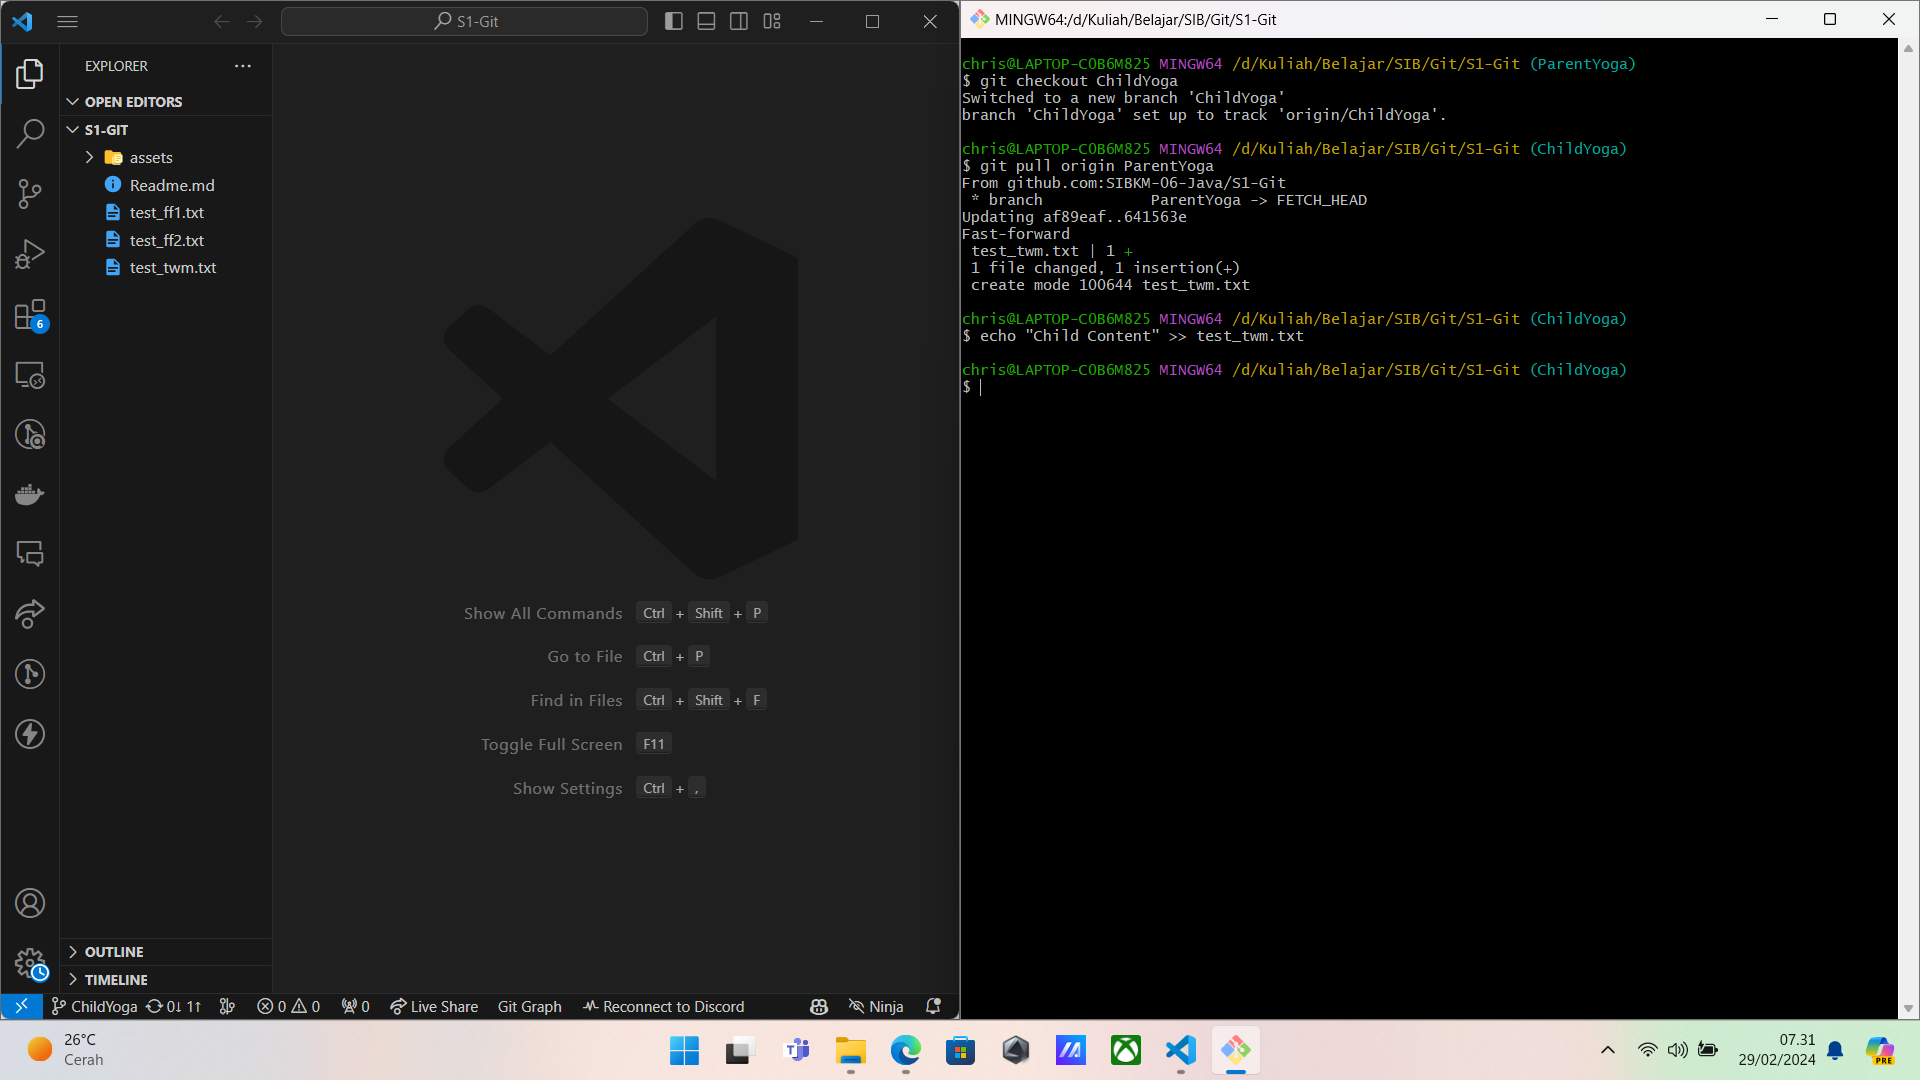 S1-Git
EXPLORER
OPEN EDITORS
S1-GIT
assets
Readme.md
test_ff1.txt
test_ff2.txt
test_twm.txt
6
Show All Commands Ctrl + Shift + P
Go to File Ctrl + P
Find in Files Ctrl + Shift + F
Toggle Full Screen F11
Show Settings Ctrl + ,
OUTLINE
TIMELINE
ChildYoga 0↓ 1↑ 0 0 0 Live Share Git Graph Reconnect to Discord Ninja
MINGW64:/d/Kuliah/Belajar/SIB/Git/S1-Git
chris@LAPTOP-COB6M825 MINGW64 /d/Kuliah/Belajar/SIB/Git/S1-Git (ParentYoga)
$ git checkout ChildYoga
Switched to a new branch 'ChildYoga'
branch 'ChildYoga' set up to track 'origin/ChildYoga'.
chris@LAPTOP-COB6M825 MINGW64 /d/Kuliah/Belajar/SIB/Git/S1-Git (ChildYoga)
$ git pull origin ParentYoga
From github.com:SIBKM-06-Java/S1-Git
* branch ParentYoga -> FETCH_HEAD
Updating af89eaf..641563e
Fast-forward
test_twm.txt | 1 +
1 file changed, 1 insertion(+)
create mode 100644 test_twm.txt
chris@LAPTOP-COB6M825 MINGW64 /d/Kuliah/Belajar/SIB/Git/S1-Git (ChildYoga)
$ echo "Child Content" >> test_twm.txt
chris@LAPTOP-COB6M825 MINGW64 /d/Kuliah/Belajar/SIB/Git/S1-Git (ChildYoga)
$
26°C
Cerah
07.31
29/02/2024
PRE